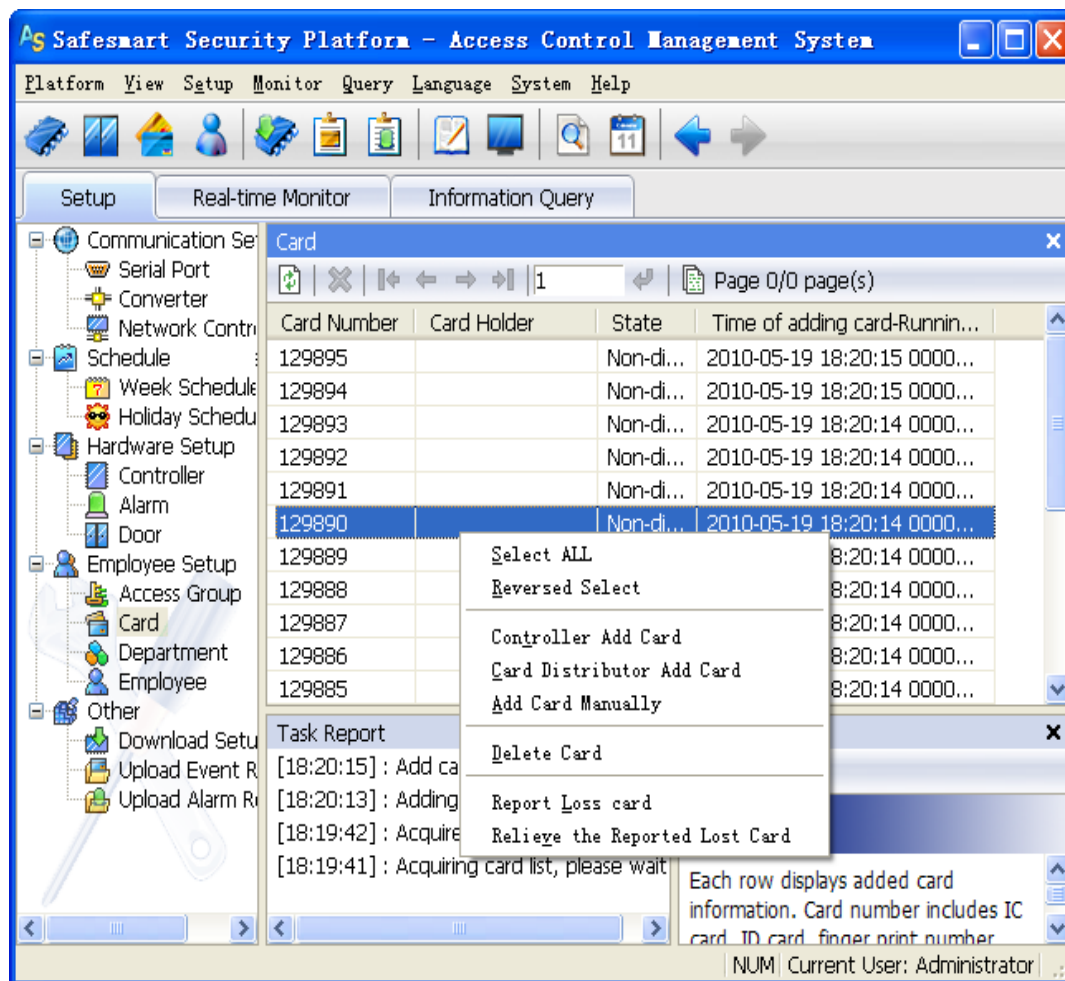 AS Safesmart Security Platform - Access Control Management System
Platform View Setup Monitor Query Language System Help
11
Setup Real-time Monitor Information Query
Communication Se
Serial Port
Converter
Network Contr
Schedule
7 Week Schedule
Holiday Schedu
Hardware Setup
Controller
Alarm
Door
Employee Setup
Access Group
Card
Department
Employee
Other
Download Setu
Upload Event R
Upload Alarm R
Card
1 Page 0/0 page(s)
Card Number Card Holder State Time of adding card-Runnin...
129895 Non-di... 2010-05-19 18:20:15 0000...
129894 Non-di... 2010-05-19 18:20:15 0000...
129893 Non-di... 2010-05-19 18:20:14 0000...
129892 Non-di... 2010-05-19 18:20:14 0000...
129891 Non-di... 2010-05-19 18:20:14 0000...
129890 Non-di... 2010-05-19 18:20:14 0000...
129889 8:20:14 0000...
129888 8:20:14 0000...
129887 8:20:14 0000...
129886 8:20:14 0000...
129885 8:20:14 0000...
Select ALL
Reversed Select
Controller Add Card
Card Distributor Add Card
Add Card Manually
Delete Card
Report Loss card
Relieve the Reported Lost Card
Task Report
[18:20:15] : Add ca
[18:20:13] : Adding
[18:19:42] : Acquire
[18:19:41] : Acquiring card list, please wait
Each row displays added card
information. Card number includes IC
card, ID card, finger print number
NUM Current User: Administrator